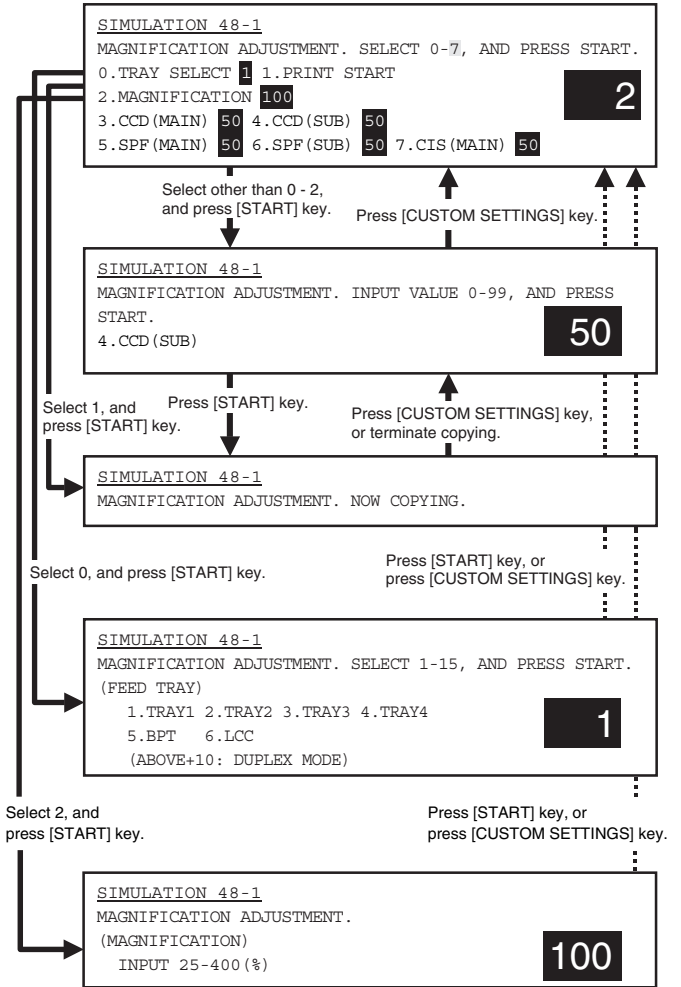 SIMULATION 48-1
MAGNIFICATION ADJUSTMENT. SELECT 0-7, AND PRESS START.
0.TRAY SELECT 1 1.PRINT START
2.MAGNIFICATION 100
2
3.CCD(MAIN) 50 4.CCD(SUB) 50
5.SPF(MAIN) 50 6.SPF(SUB) 50 7.CIS(MAIN) 50
Select other than 0 - 2,
and press [START] key.
Press [CUSTOM SETTINGS] key.
SIMULATION 48-1
MAGNIFICATION ADJUSTMENT. INPUT VALUE 0-99, AND PRESS
START.
4.CCD(SUB)
50
Select 1, and
press [START] key.
Press [START] key.
Press [CUSTOM SETTINGS] key,
or terminate copying.
SIMULATION 48-1
MAGNIFICATION ADJUSTMENT. NOW COPYING.
Select 0, and press [START] key.
Press [START] key, or
press [CUSTOM SETTINGS] key.
SIMULATION 48-1
MAGNIFICATION ADJUSTMENT. SELECT 1-15, AND PRESS START.
(FEED TRAY)
1.TRAY1 2.TRAY2 3.TRAY3 4.TRAY4
5.BPT 6.LCC
(ABOVE+10: DUPLEX MODE)
1
Select 2, and
press [START] key.
Press [START] key, or
press [CUSTOM SETTINGS] key.
SIMULATION 48-1
MAGNIFICATION ADJUSTMENT.
(MAGNIFICATION)
INPUT 25-400(%)
100